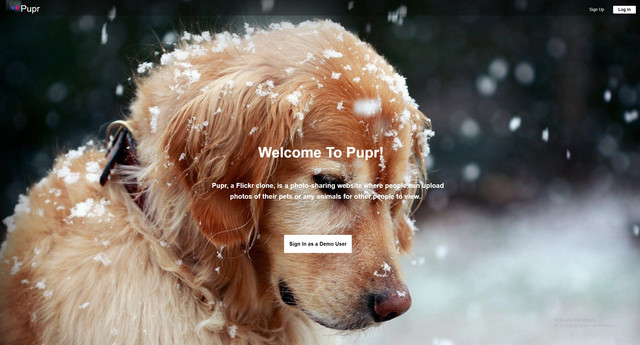 Pupr
Sign Up
Log In
Welcome To Pupr!
Pupr, a Flickr clone, is a photo-sharing website where people can upload
photos of their pets or any animals for other people to view.
Sign in as a Demo User